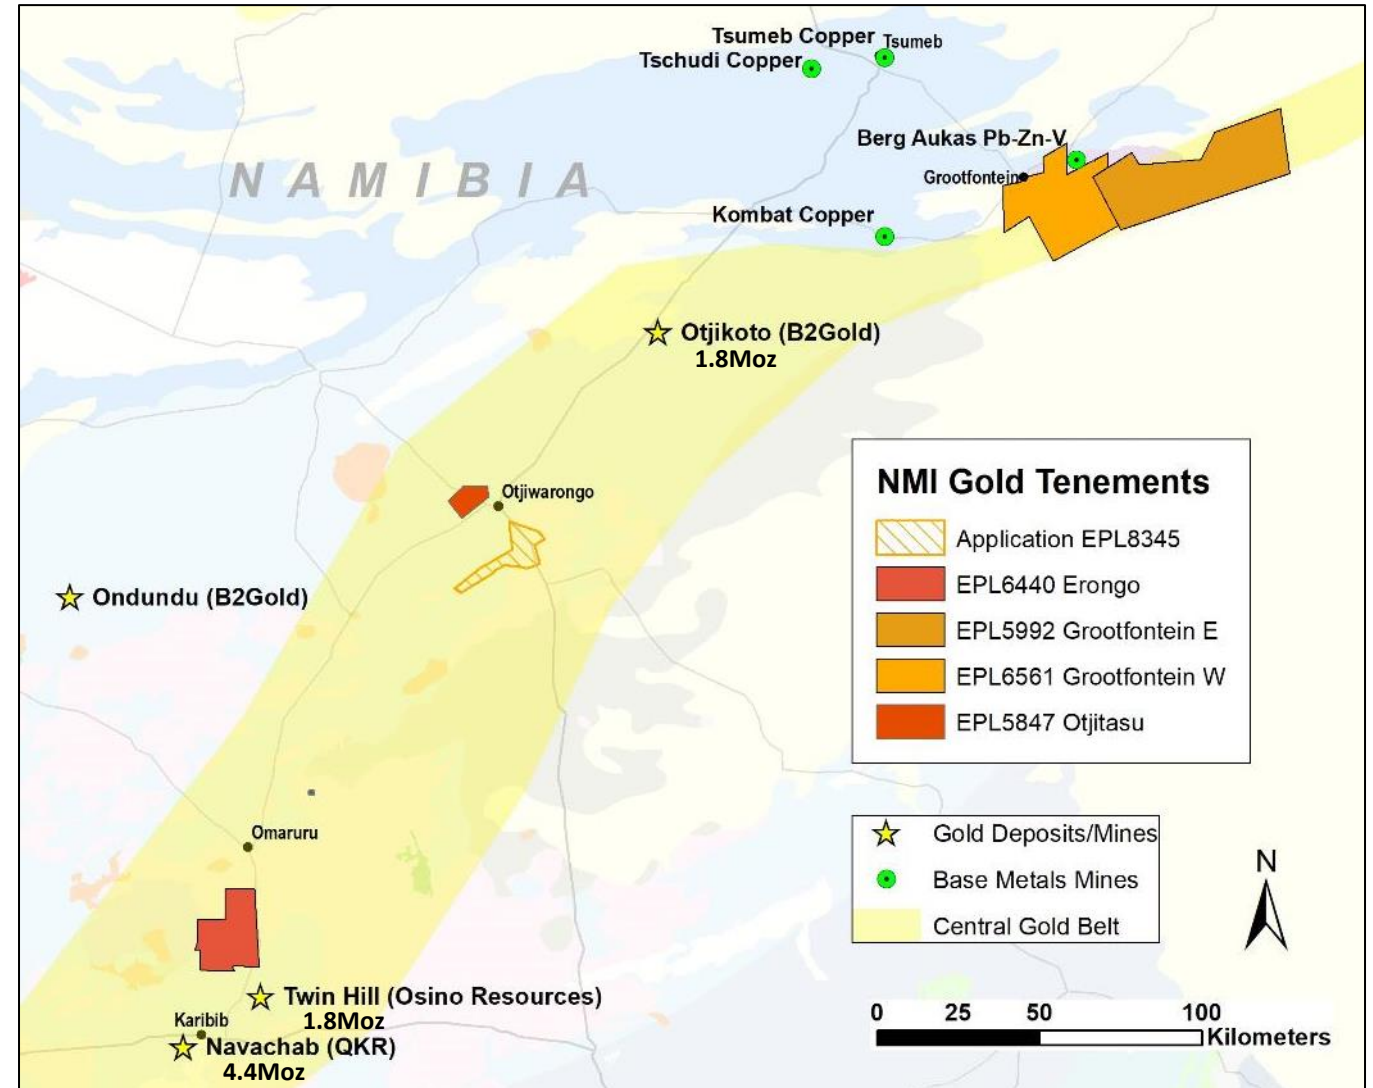 Tsumeb Copper
Tsumeb
Tschudi Copper
Berg Aukas Pb-Zn-V
NAMIBIA
Grootfontein
Kombat Copper
Otjikoto (B2Gold)
1.8Moz
NMI Gold Tenements
Otjiwarongo
Application EPL8345
EPL6440 Erongo
Ondundu (B2Gold)
EPL5992 Grootfontein E
EPL6561 Grootfontein W
EPL5847 Otjitasu
Omaruru
Gold Deposits/Mines
Base Metals Mines
Central Gold Belt
N
Twin Hill (Osino Resources)
1.8Moz
Karibib
Navachab (QKR)
4.4Moz
0 25 50 100
Kilometers